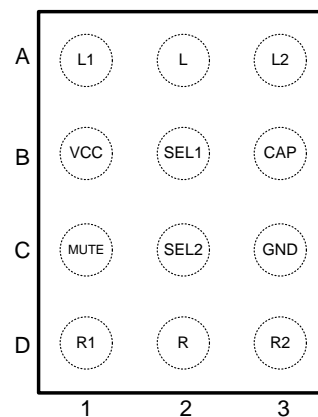 A L1 L L2
B VCC SEL1 CAP
C MUTE SEL2 GND
D R1 R R2
1 2 3